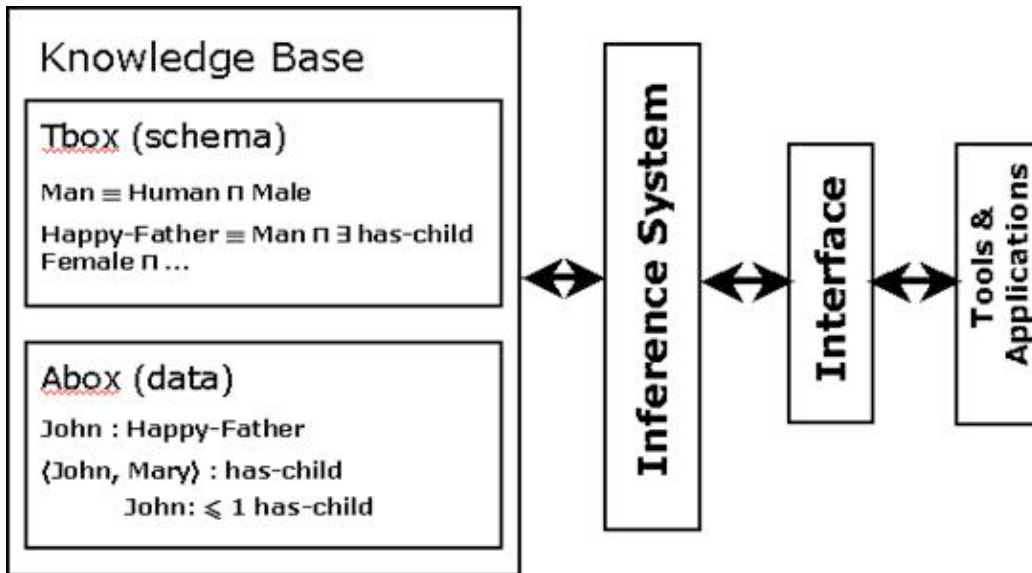 Knowledge Base
Tbox (schema)
Man ≡ Human ⊓ Male
Happy-Father ≡ Man ⊓ ∃ has-child
Female ⊓ ...
Abox (data)
John : Happy-Father
⟨John, Mary⟩ : has-child
John: ⩽ 1 has-child
Inference System
Interface
Tools &
Applications